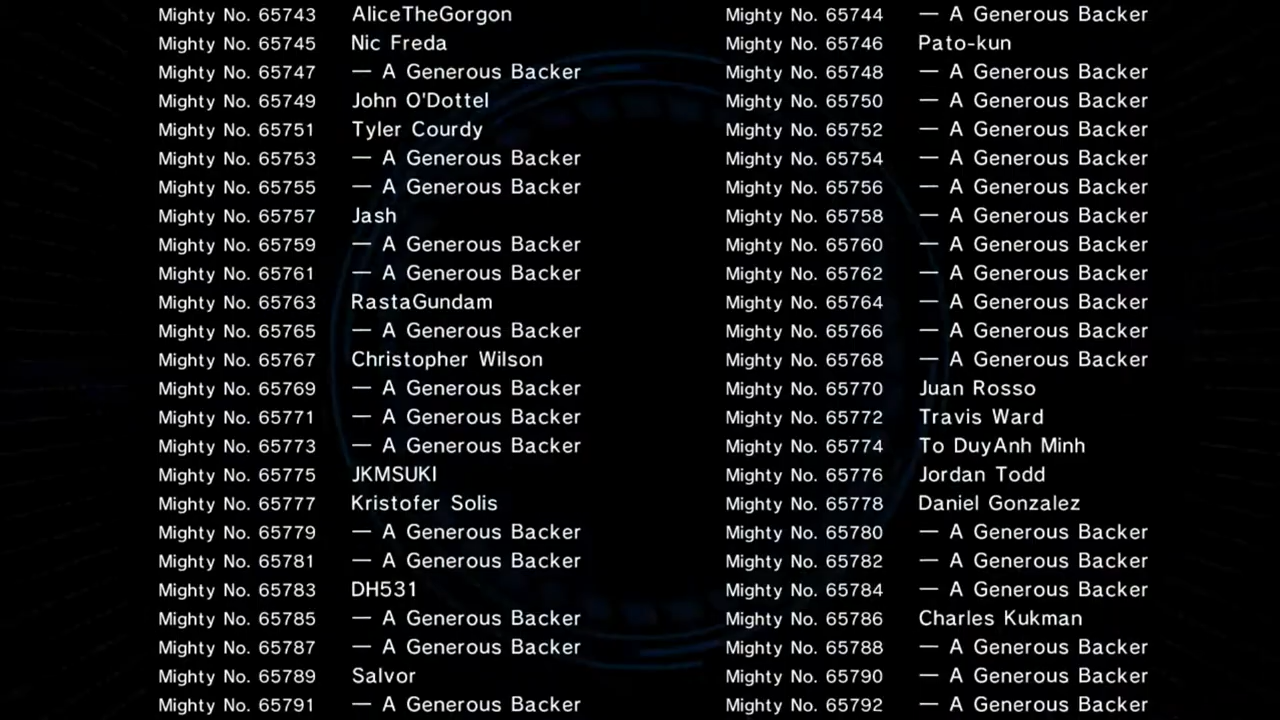 Mighty No. 65743 AliceTheGorgon Mighty No. 65744 — A Generous Backer
Mighty No. 65745 Nic Freda Mighty No. 65746 Pato-kun
Mighty No. 65747 — A Generous Backer Mighty No. 65748 — A Generous Backer
Mighty No. 65749 John O'Dottel Mighty No. 65750 — A Generous Backer
Mighty No. 65751 Tyler Courdy Mighty No. 65752 — A Generous Backer
Mighty No. 65753 — A Generous Backer Mighty No. 65754 — A Generous Backer
Mighty No. 65755 — A Generous Backer Mighty No. 65756 — A Generous Backer
Mighty No. 65757 Jash Mighty No. 65758 — A Generous Backer
Mighty No. 65759 — A Generous Backer Mighty No. 65760 — A Generous Backer
Mighty No. 65761 — A Generous Backer Mighty No. 65762 — A Generous Backer
Mighty No. 65763 RastaGundam Mighty No. 65764 — A Generous Backer
Mighty No. 65765 — A Generous Backer Mighty No. 65766 — A Generous Backer
Mighty No. 65767 Christopher Wilson Mighty No. 65768 — A Generous Backer
Mighty No. 65769 — A Generous Backer Mighty No. 65770 Juan Rosso
Mighty No. 65771 — A Generous Backer Mighty No. 65772 Travis Ward
Mighty No. 65773 — A Generous Backer Mighty No. 65774 To DuyAnh Minh
Mighty No. 65775 JKMSUKI Mighty No. 65776 Jordan Todd
Mighty No. 65777 Kristofer Solis Mighty No. 65778 Daniel Gonzalez
Mighty No. 65779 — A Generous Backer Mighty No. 65780 — A Generous Backer
Mighty No. 65781 — A Generous Backer Mighty No. 65782 — A Generous Backer
Mighty No. 65783 DH531 Mighty No. 65784 — A Generous Backer
Mighty No. 65785 — A Generous Backer Mighty No. 65786 Charles Kukman
Mighty No. 65787 — A Generous Backer Mighty No. 65788 — A Generous Backer
Mighty No. 65789 Salvor Mighty No. 65790 — A Generous Backer
Mighty No. 65791 — A Generous Backer Mighty No. 65792 — A Generous Backer